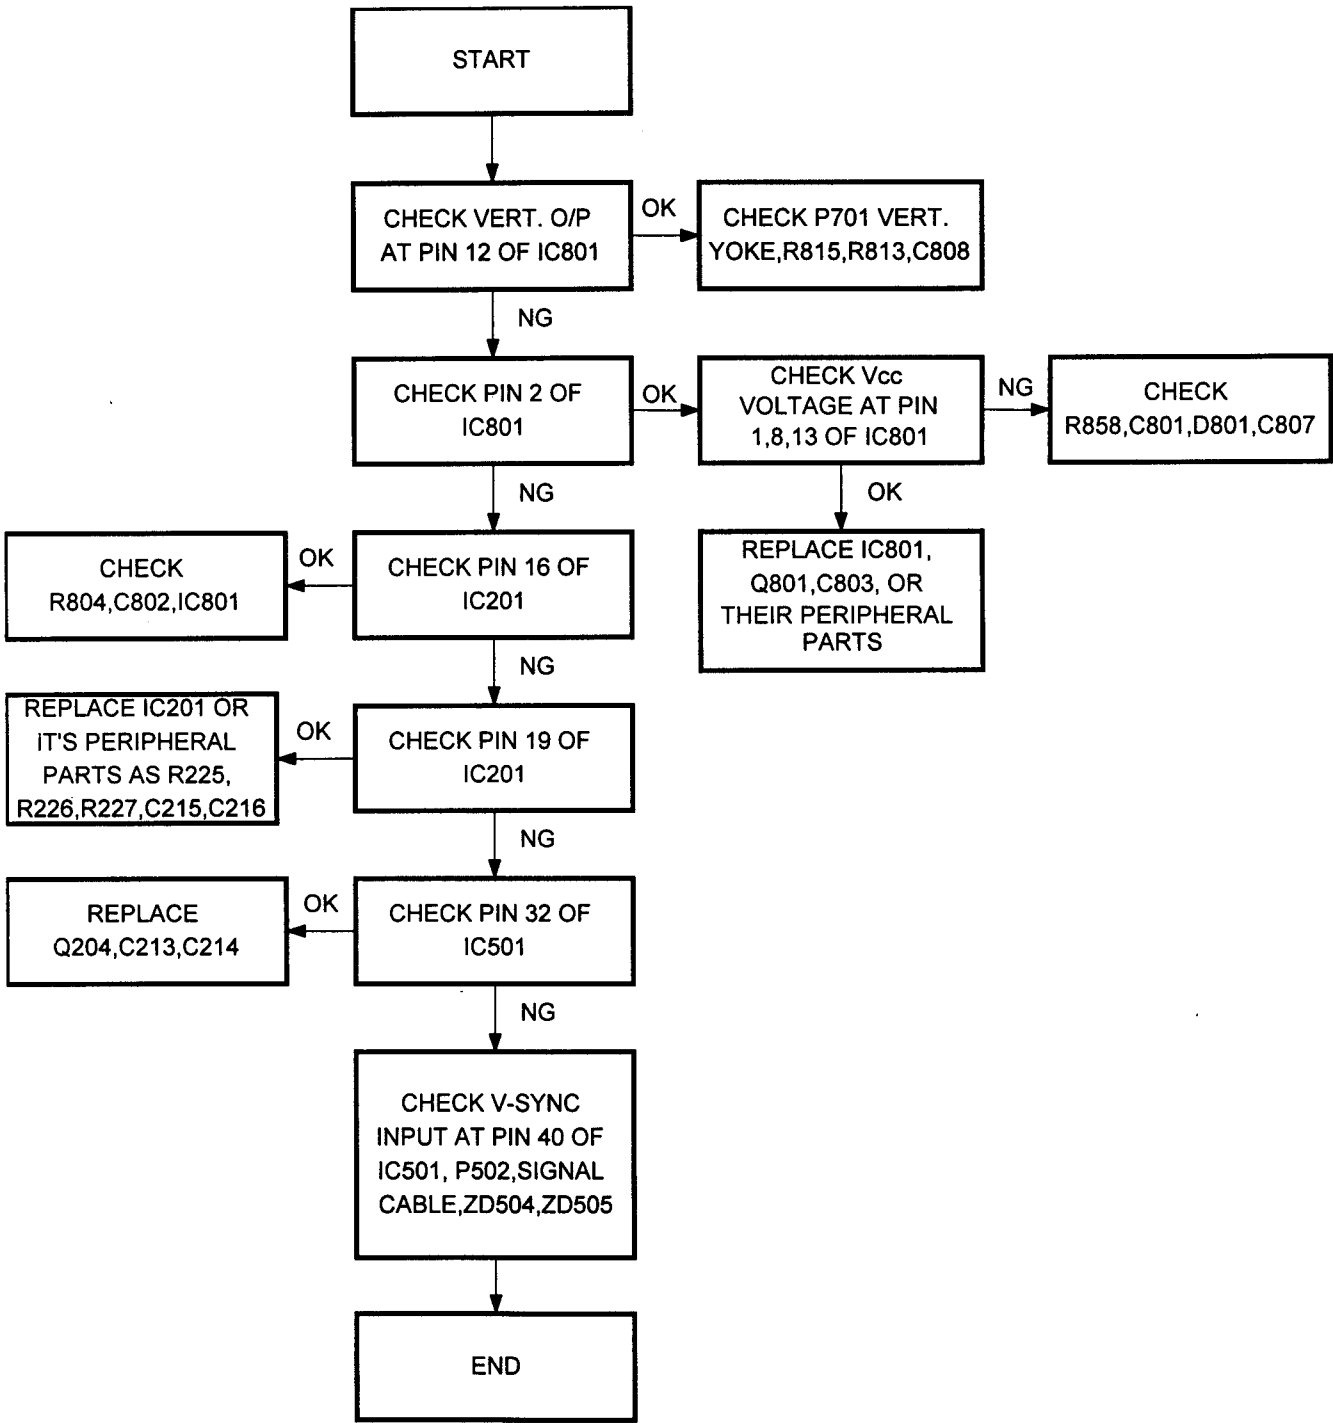 START
CHECK VERT. O/P
AT PIN 12 OF IC801
OK
CHECK P701 VERT.
YOKE,R815,R813,C808
NG
CHECK PIN 2 OF
IC801
OK
CHECK Vcc
VOLTAGE AT PIN
1,8,13 OF IC801
NG
CHECK
R858,C801,D801,C807
NG
OK
CHECK
R804,C802,IC801
OK
CHECK PIN 16 OF
IC201
REPLACE IC801,
Q801,C803, OR
THEIR PERIPHERAL
PARTS
NG
REPLACE IC201 OR
iT'S PERIPHERAL
PARTS AS R225,
R226,R227,C215,C216
OK
CHECK PIN 19 OF
IC201
NG
REPLACE
Q204,C213,C214
OK
CHECK PIN 32 OF
IC501
NG
CHECK V-SYNC
INPUT AT PIN 40 OF
IC501, P502,SIGNAL
CABLE,ZD504,ZD505
END